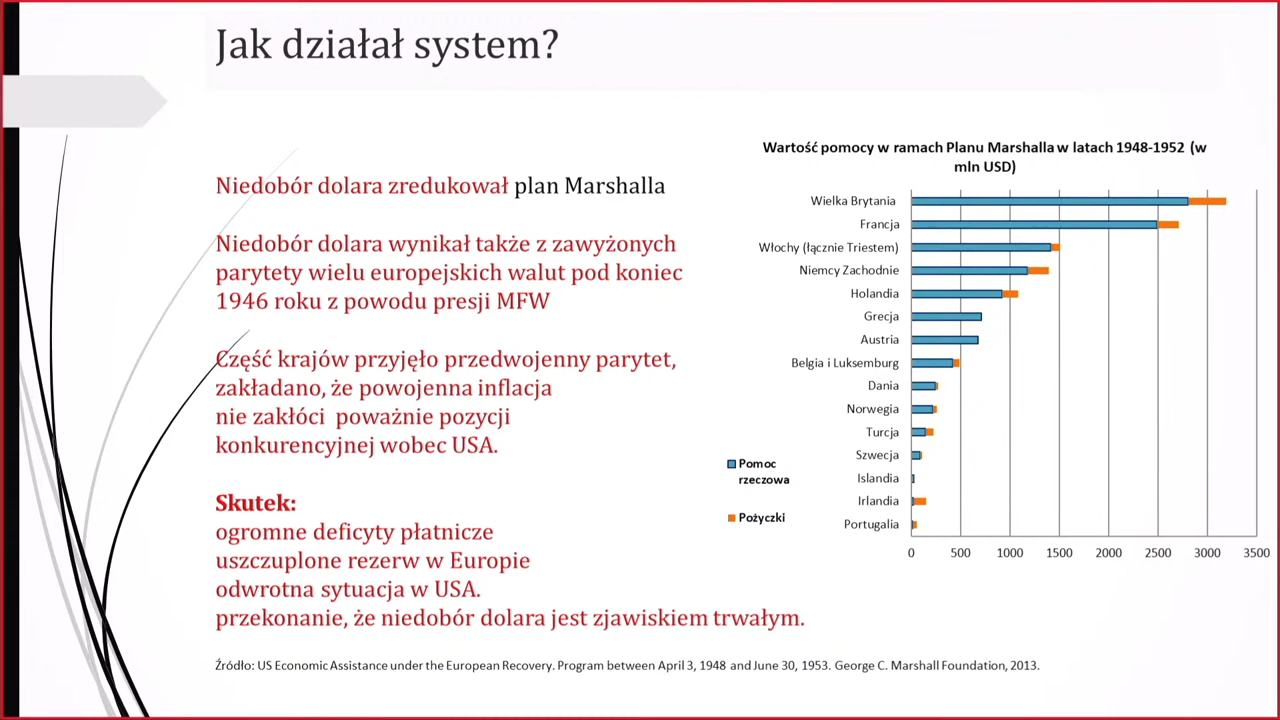 Jak działał system?
Niedobór dolara zredukował plan Marshalla
Niedobór dolara wynikał także z zawyżonych
parytety wielu europejskich walut pod koniec
1946 roku z powodu presji MFW
Część krajów przyjęło przedwojenny parytet,
zakładano, że powojenna inflacja
nie zakłóci poważnie pozycji
konkurencyjnej wobec USA.
Skutek:
ogromne deficyty płatnicze
uszczuplone rezerw w Europie
odwrotna sytuacja w USA.
przekonanie, że niedobór dolara jest zjawiskiem trwałym.
Wartość pomocy w ramach Planu Marshalla w latach 1948-1952 (w
mln USD)
Wielka Brytania
Francja
Włochy (łącznie Triestem)
Niemcy Zachodnie
Holandia
Grecja
Austria
Belgia i Luksemburg
Dania
Norwegia
Turcja
Szwecja
Islandia
Irlandia
Portugalia
Pomoc
rzeczowa
Pożyczki
0 500 1000 1500 2000 2500 3000 3500
Źródło: US Economic Assistance under the European Recovery. Program between April 3, 1948 and June 30, 1953. George C. Marshall Foundation, 2013.